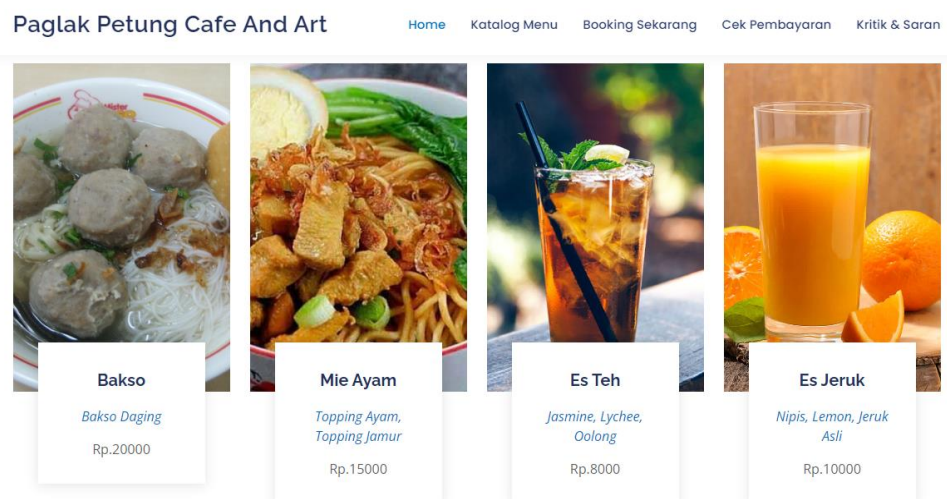 Paglak Petung Cafe And Art
Home Katalog Menu Booking Sekarang Cek Pembayaran Kritik & Saran
Bakso
Bakso Daging
Rp.20000
Mie Ayam
Topping Ayam,
Topping Jamur
Rp.15000
Es Teh
Jasmine, Lychee,
Oolong
Rp.8000
Es Jeruk
Nipis, Lemon, Jeruk
Asli
Rp.10000